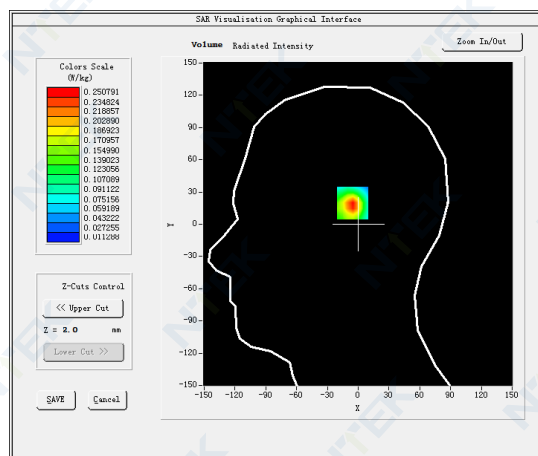 SAR Visualisation Graphical Interface
Volume Radiated Intensity
Zoom In/Out
Colors Scale
(W/kg)
0.250791
0.234824
0.218857
0.202890
0.186923
0.170957
0.154990
0.139023
0.123056
0.107089
0.091122
0.075156
0.059189
0.043222
0.027255
0.011288
Z-Cuts Control
<< Upper Cut
Z = 2.0 mm
Lower Cut >>
SAVE
Cancel
150
120
90
60
30
0
-30
-60
-90
-120
-150
Y
-150 -120 -90 -60 -30 0 30 60 90 120 150
X
NTEK